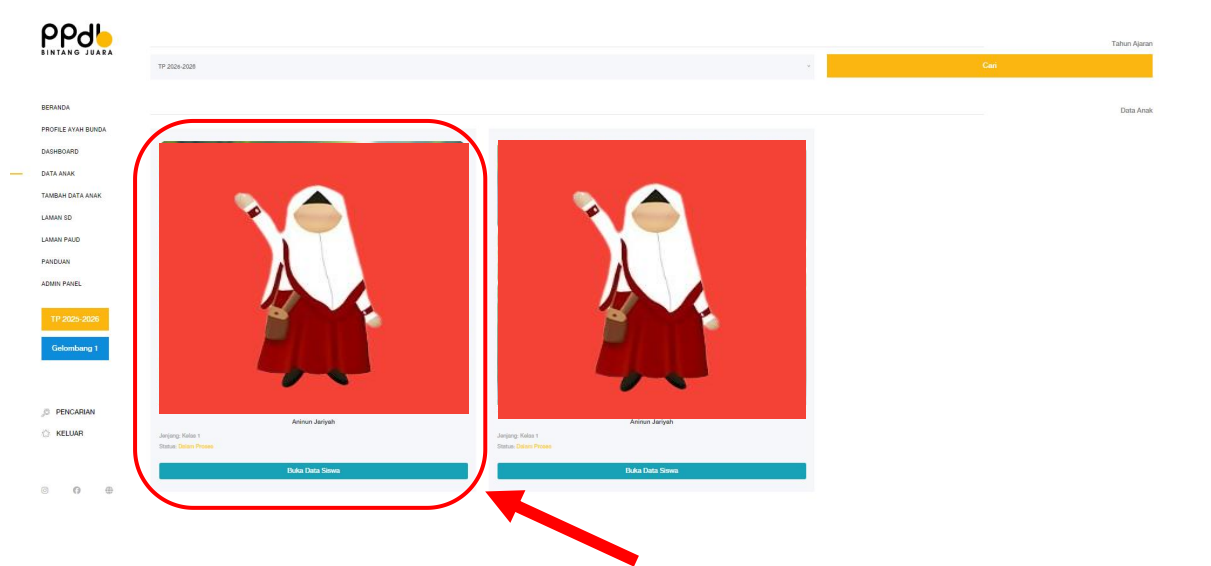 PPdb
BINTANG JUARA
Tahun Ajaran
TP 2026-2028
Cari
BERANDA
PROFILE AYAH BUNDA
DASHBOARD
DATA ANAK
TAMBAH DATA ANAK
LAMAN SD
LAMAN PAUD
PANDUAN
ADMIN PANEL
TP 2025-2026
Gelombang 1
PENCARIAN
KELUAR
Data Anak
Aninun Jariyah
Jenjang: Kelas 1
Status: Dalam Proses
Buka Data Siswa
Aninun Jariyah
Jenjang: Kelas 1
Status: Dalam Proses
Buka Data Siswa